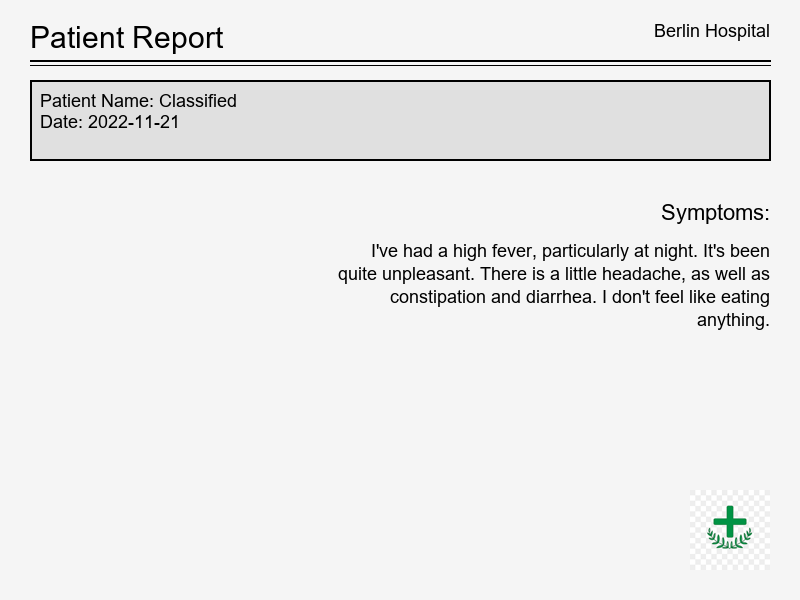 Patient Report
Berlin Hospital
Patient Name: Classified
Date: 2022-11-21
Symptoms:
I've had a high fever, particularly at night. It's been
quite unpleasant. There is a little headache, as well as
constipation and diarrhea. I don't feel like eating
anything.